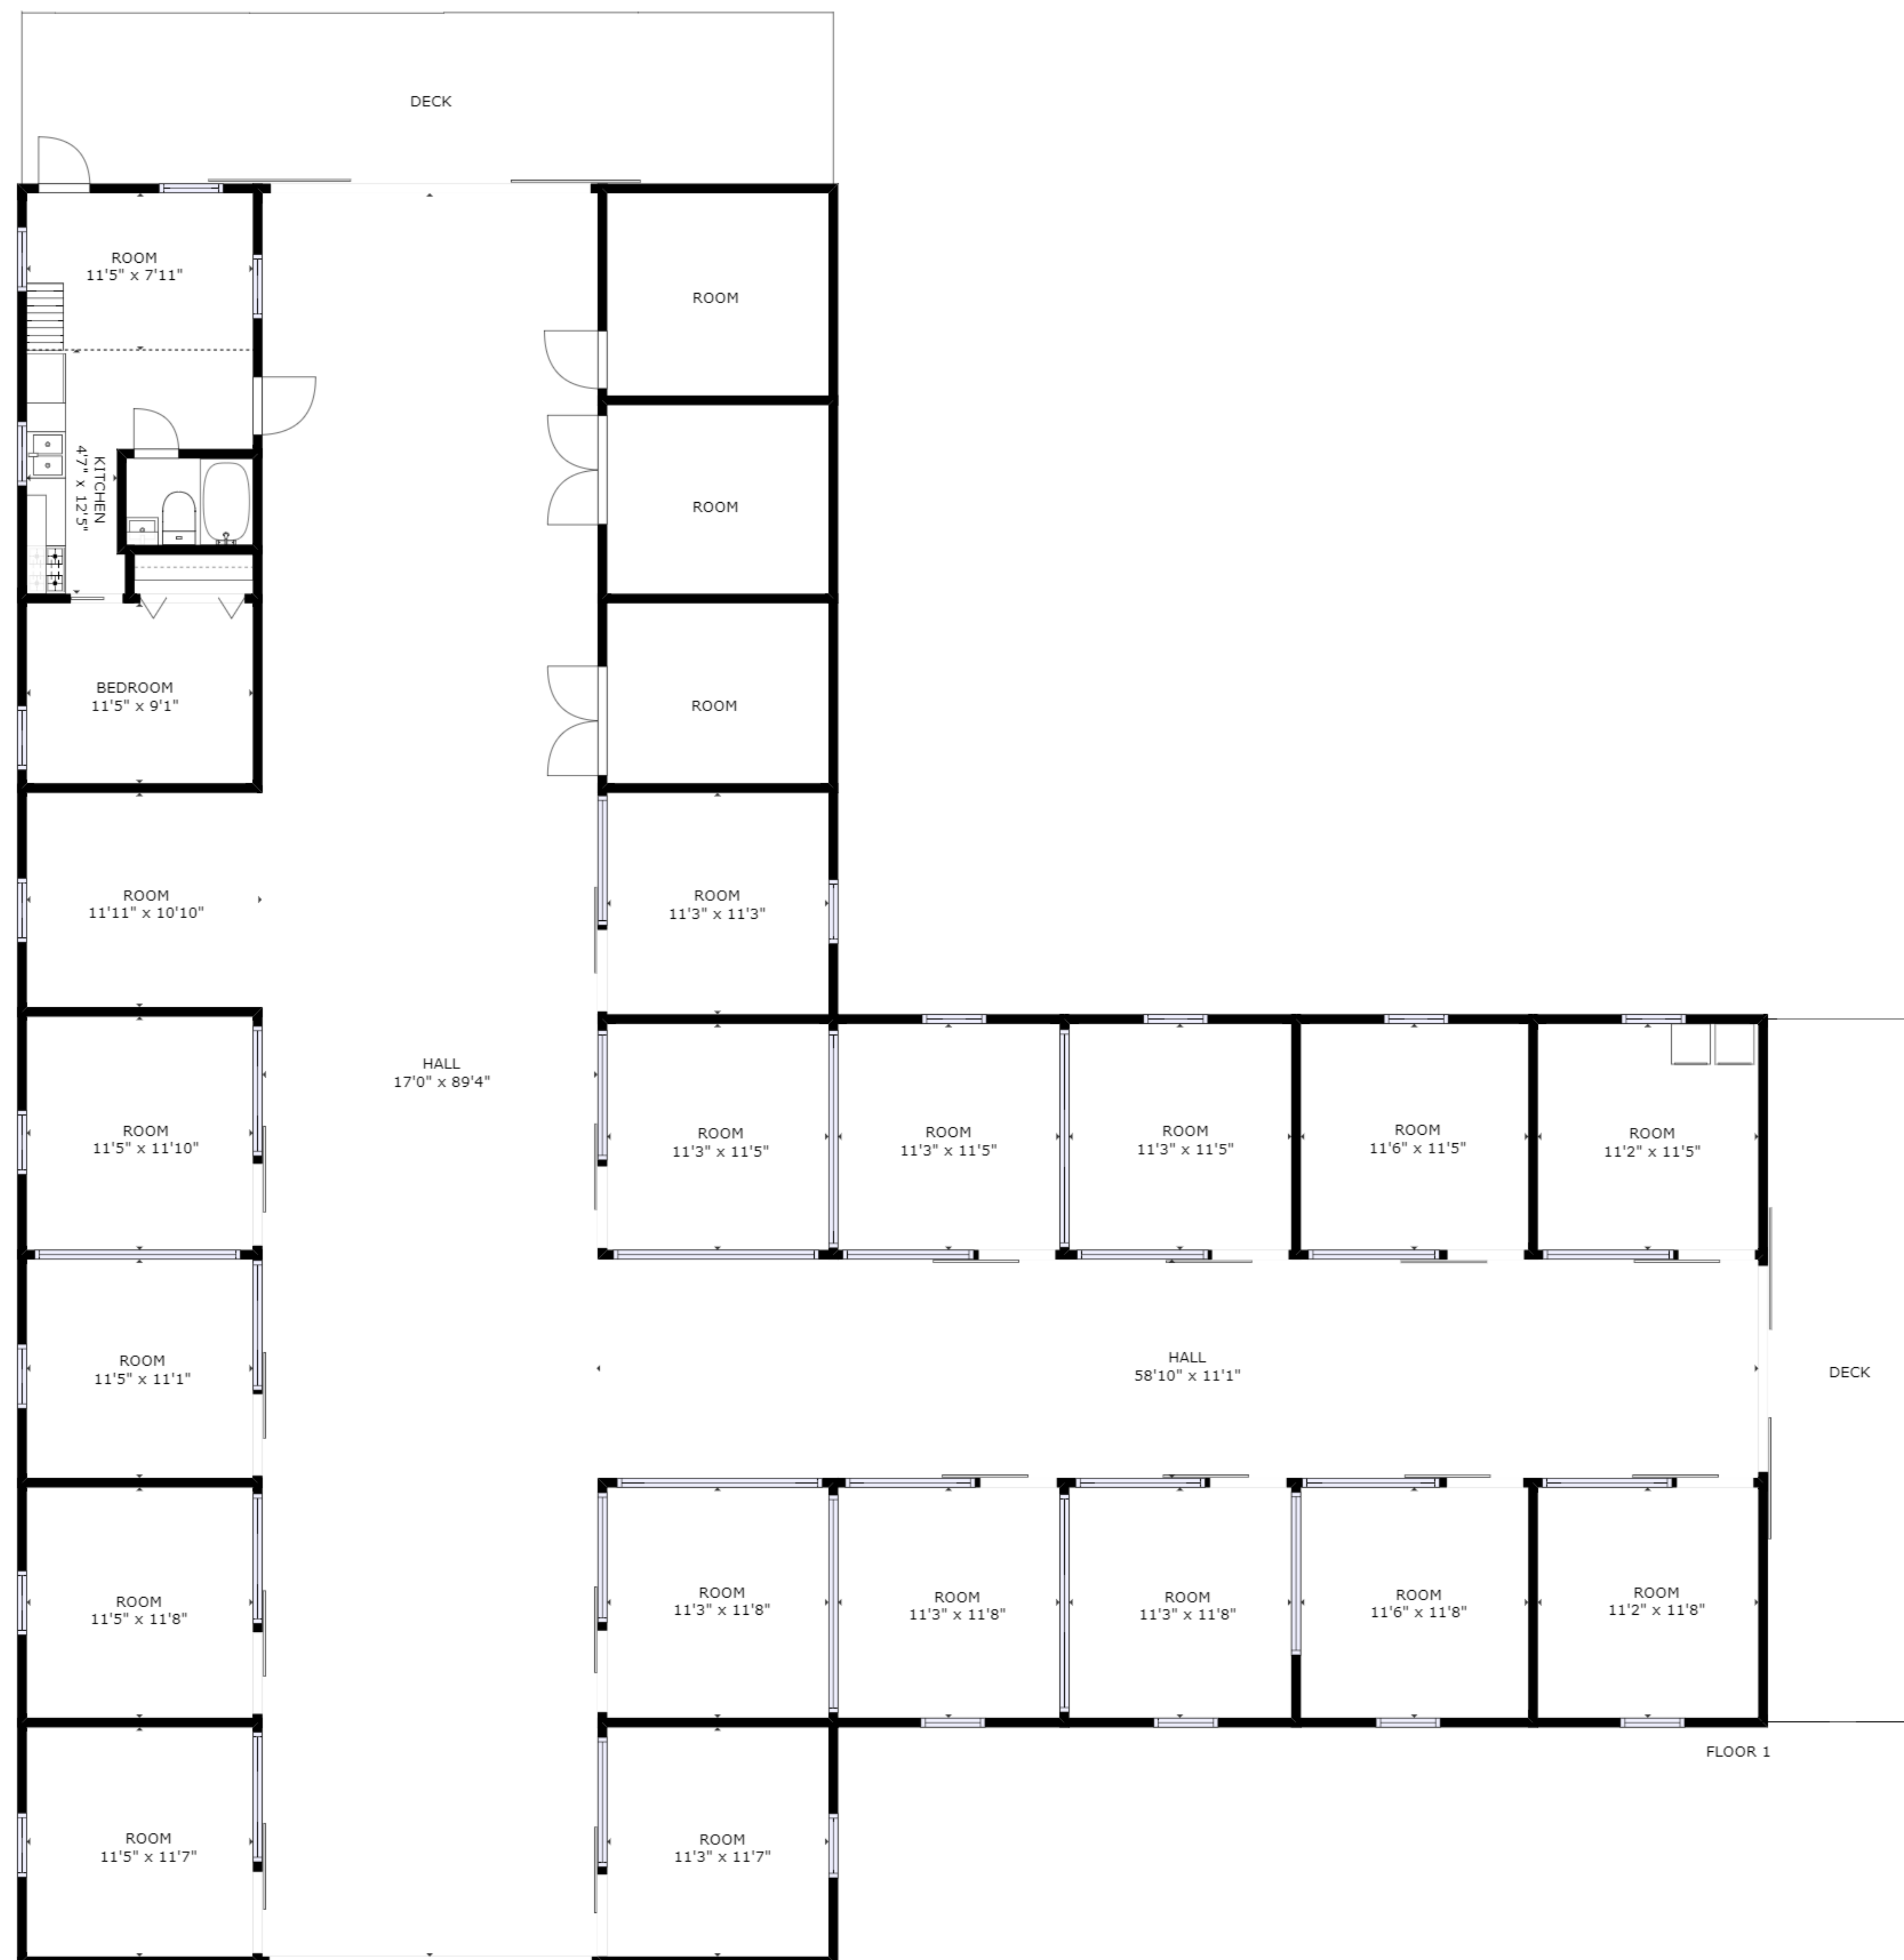 DECK
ROOM
11'5" x 7'11"
ROOM
KITCHEN
4'7" x 12'5"
ROOM
BEDROOM
11'5" x 9'1"
ROOM
ROOM
11'11" x 10'10"
ROOM
11'3" x 11'3"
HALL
17'0" x 89'4"
ROOM
11'5" x 11'10"
ROOM
11'3" x 11'5"
ROOM
11'3" x 11'5"
ROOM
11'3" x 11'5"
ROOM
11'6" x 11'5"
ROOM
11'2" x 11'5"
ROOM
11'5" x 11'1"
HALL
58'10" x 11'1"
DECK
ROOM
11'5" x 11'8"
ROOM
11'3" x 11'8"
ROOM
11'3" x 11'8"
ROOM
11'3" x 11'8"
ROOM
11'6" x 11'8"
ROOM
11'2" x 11'8"
FLOOR 1
ROOM
11'5" x 11'7"
ROOM
11'3" x 11'7"